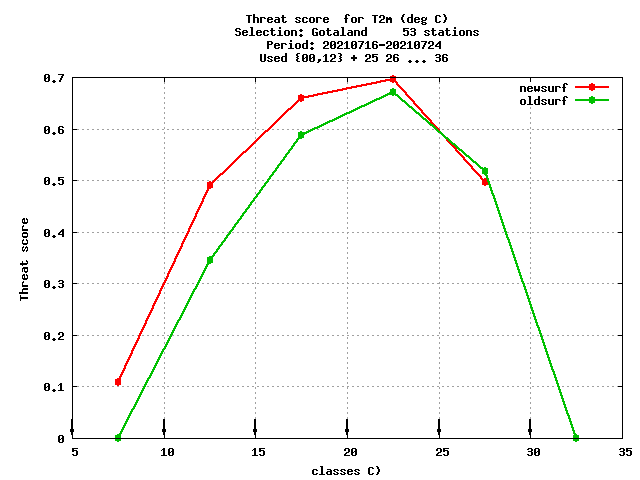 Threat score  for T2m (deg C)
Selection: Gotaland     53 stations
Period: 20210716-20210724
Used {00,12} + 25 26 ... 36
newsurf
oldsurf
Threat score
0.7
0.6
0.5
0.4
0.3
0.2
0.1
0
5 10 15 20 25 30 35
classes C)